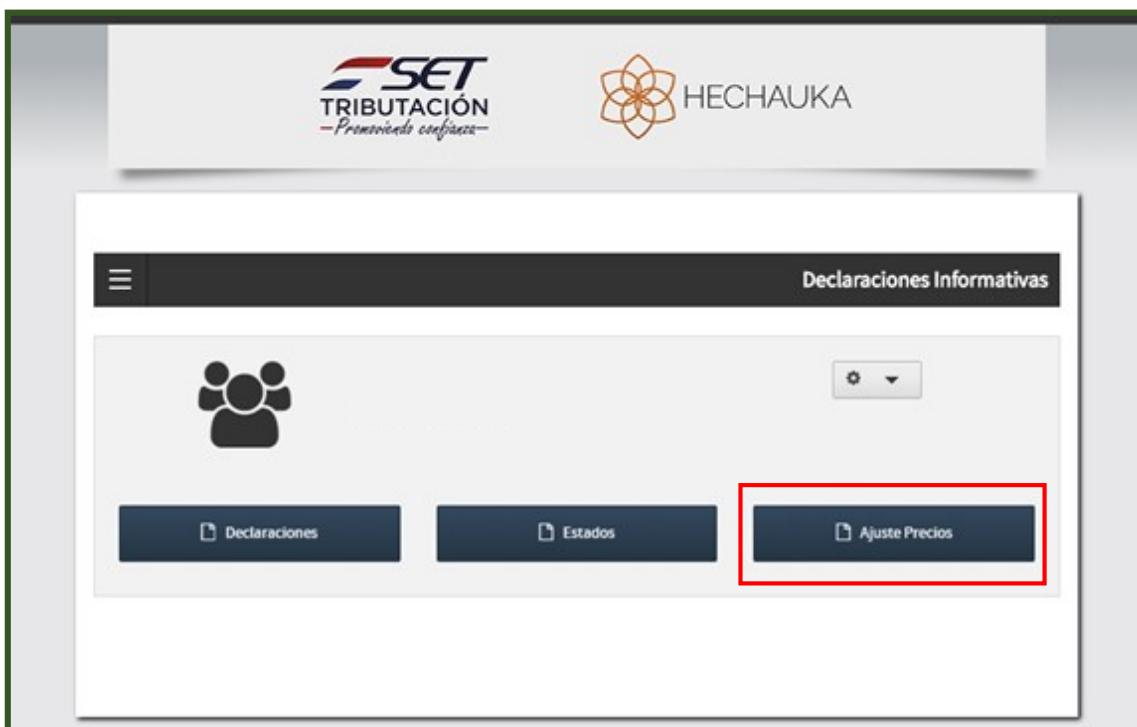 SET
TRIBUTACIÓN
—Promoviendo confianza—
HECHAUKA
Declaraciones Informativas
Declaraciones
Estados
Ajuste Precios